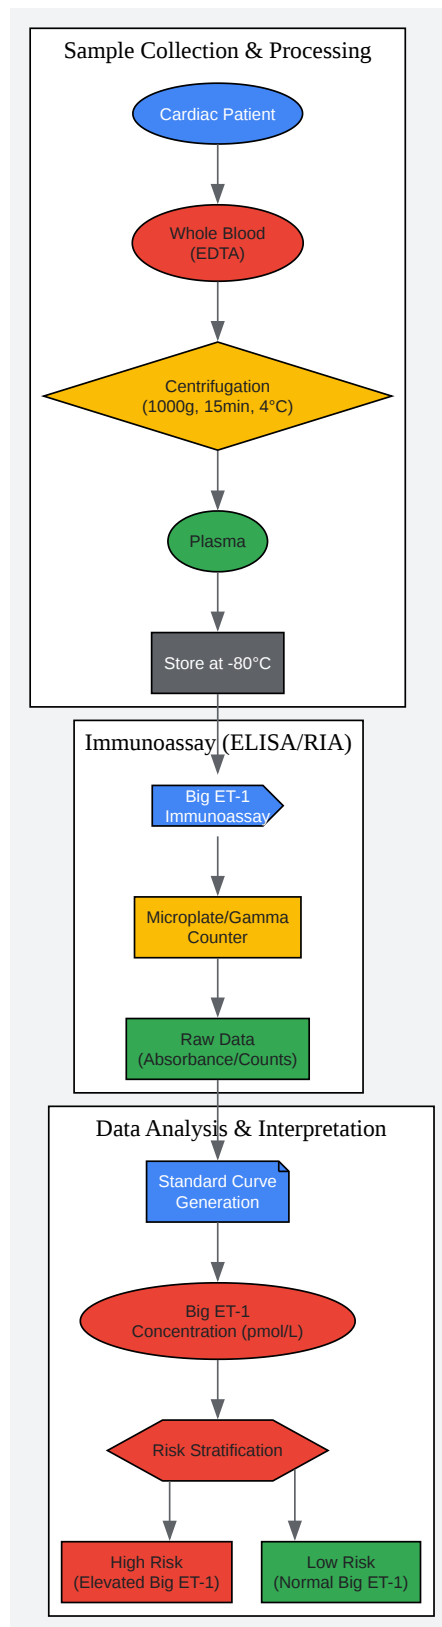 Sample Collection & Processing
Cardiac Patient
Whole Blood
(EDTA)
Centrifugation
(1000g, 15min, 4°C)
Plasma
Store at -80°C
Immunoassay (ELISA/RIA)
Big ET-1
Immunoassay
Microplate/Gamma
Counter
Raw Data
(Absorbance/Counts)
Data Analysis & Interpretation
Standard Curve
Generation
Big ET-1
Concentration (pmol/L)
Risk Stratification
High Risk
(Elevated Big ET-1)
Low Risk
(Normal Big ET-1)